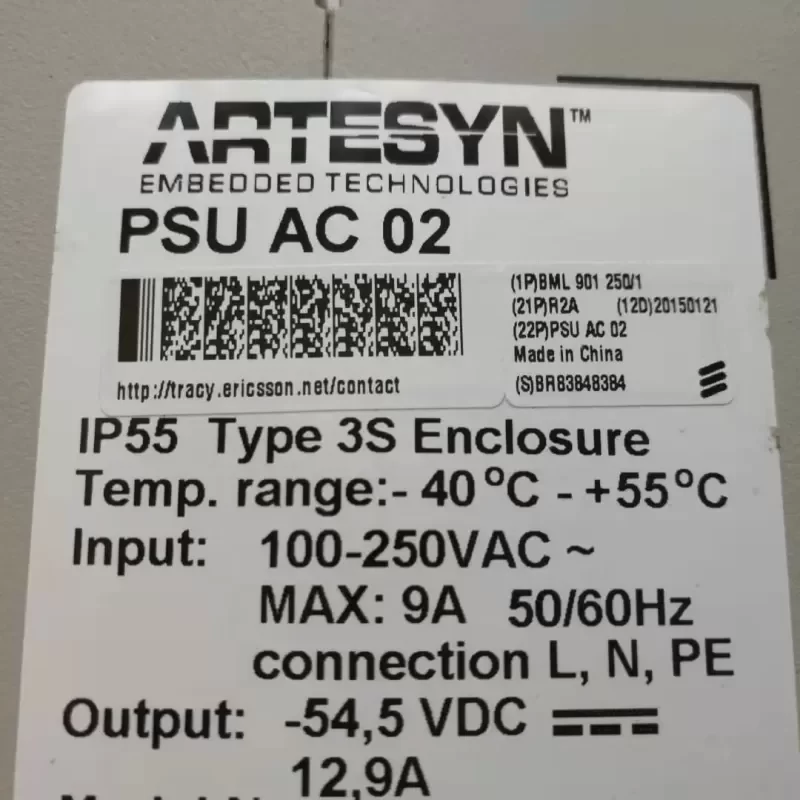 ARTESYN™
EMBEDDED TECHNOLOGIES
PSU AC 02
(1P)BML 901 250/1
(21P)R2A (12D)20150121
(22P)PSU AC 02
Made in China
(S)BR83848384
http://tracy.ericsson.net/contact
IP55 Type 3S Enclosure
Temp. range:- 40°C - +55°C
Input: 100-250VAC ~
MAX: 9A 50/60Hz
connection L, N, PE
Output: -54,5 VDC
12,9A